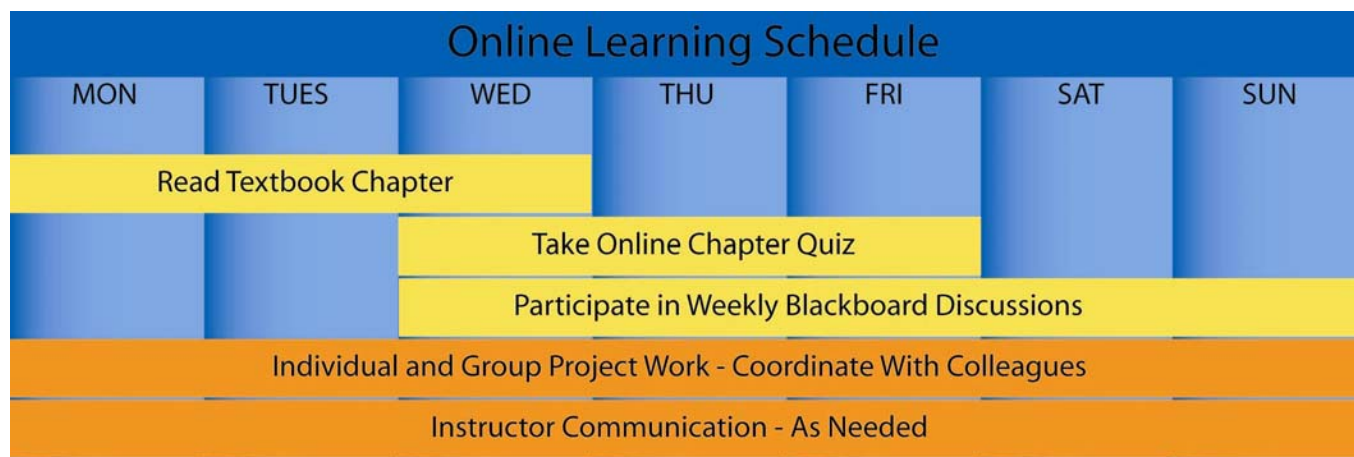 Online Learning Schedule
MON TUES WED THU FRI SAT SUN
Read Textbook Chapter
Take Online Chapter Quiz
Participate in Weekly Blackboard Discussions
Individual and Group Project Work - Coordinate With Colleagues
Instructor Communication - As Needed